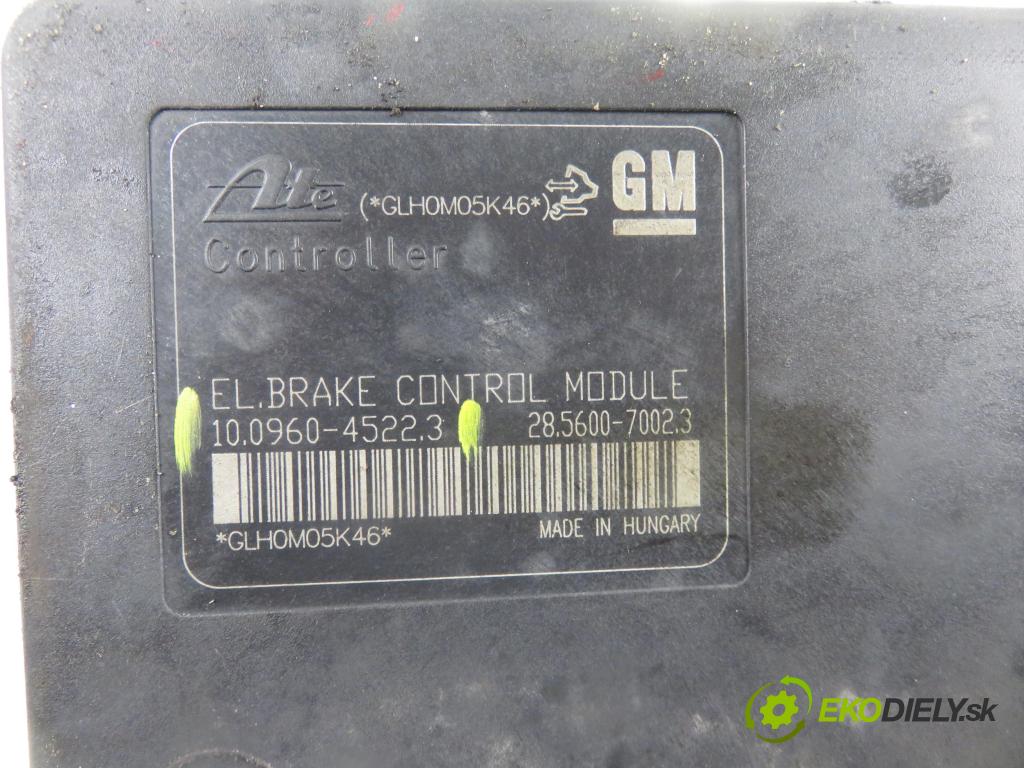 Ate (*GLH0M05K46*) GM
Controller
EL.BRAKE CONTROL MODULE
10.0960-4522.3 28.5600-7002.3
*GLH0M05K46* MADE IN HUNGARY
EKODIELY.sk